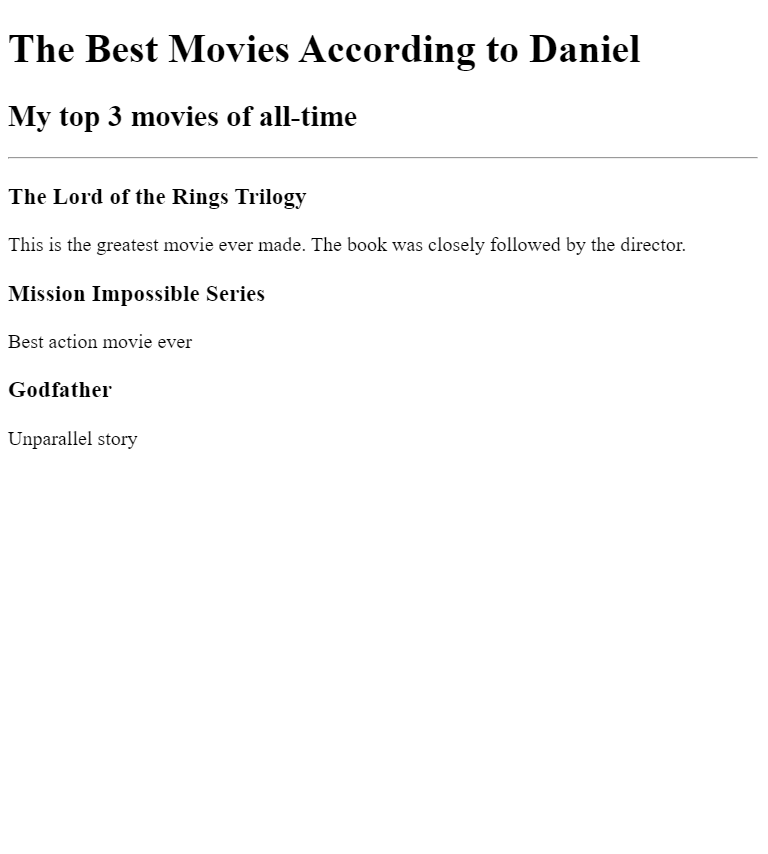 The Best Movies According to Daniel
My top 3 movies of all-time
The Lord of the Rings Trilogy
This is the greatest movie ever made. The book was closely followed by the director.
Mission Impossible Series
Best action movie ever
Godfather
Unparallel story